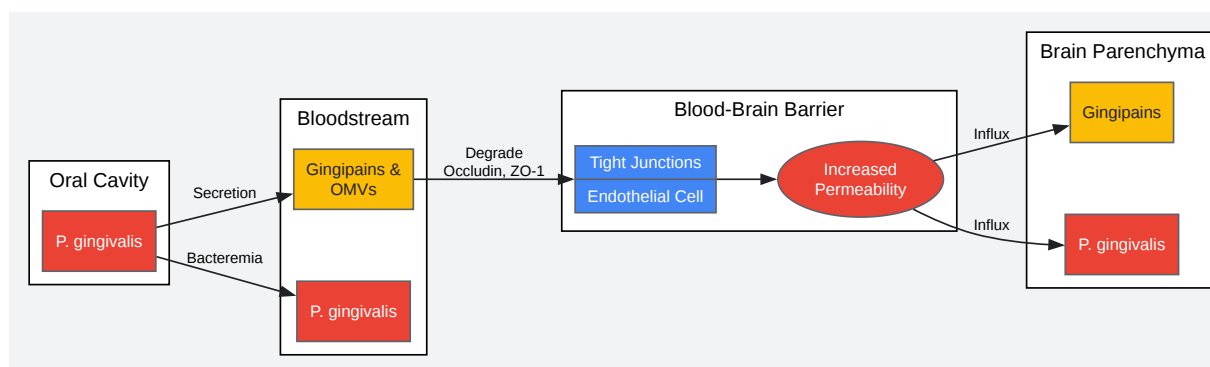 Oral Cavity
P. gingivalis
Secretion
Bacteremia
Bloodstream
Gingipains &
OMVs
P. gingivalis
Degrade
Occludin, ZO-1
Blood-Brain Barrier
Tight Junctions
Endothelial Cell
Increased
Permeability
Influx
Influx
Brain Parenchyma
Gingipains
P. gingivalis